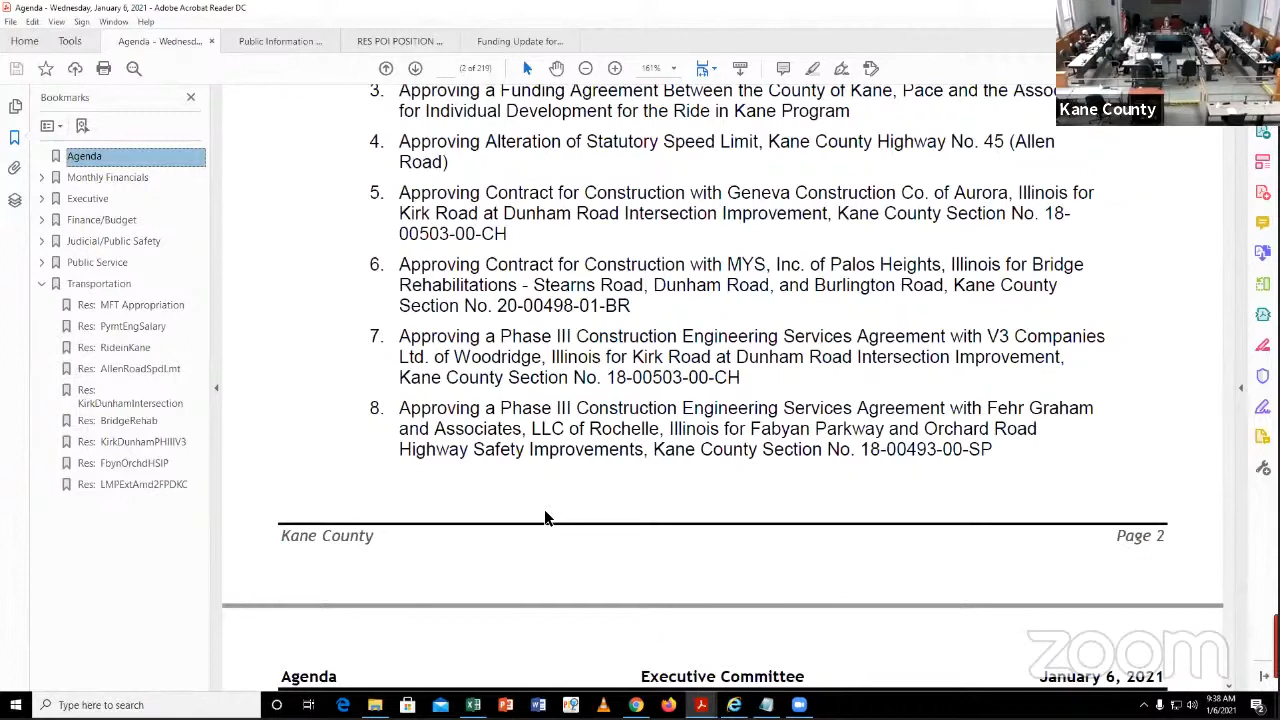 Agenda - Wednesday, January 6, 2021 - Adobe Acrobat Reader DC
File Edit View Sign Window Help
Home Tools Agenda - Wednesd... × Public Information ... RES POI POSITION ... Funding Update for...
(2 of 219) 161%
Kane County
Bookmarks
Agenda
Monthly Financials
Executive
Finance/Budget
Judicial/Public Safety
Public Service
Transportation
Res: MFT Appropriation
Res: PymtEngSalary
Res: RideinKane
Res: AllenRoadSpdLmt
Res:
KirkDunhamIntersection
Res: BridgeRehab
Res: KirkDunhamPHIIIV3
Res: FbynOrchdHSIP
Res: LMPExtAmd2FPDKC
3. Approving a Funding Agreement Between the County of Kane, Pace and the Asso
for Individual Development for the Ride in Kane Program
4. Approving Alteration of Statutory Speed Limit, Kane County Highway No. 45 (Allen
Road)
5. Approving Contract for Construction with Geneva Construction Co. of Aurora, Illinois for
Kirk Road at Dunham Road Intersection Improvement, Kane County Section No. 18-
00503-00-CH
6. Approving Contract for Construction with MYS, Inc. of Palos Heights, Illinois for Bridge
Rehabilitations - Stearns Road, Dunham Road, and Burlington Road, Kane County
Section No. 20-00498-01-BR
7. Approving a Phase III Construction Engineering Services Agreement with V3 Companies
Ltd. of Woodridge, Illinois for Kirk Road at Dunham Road Intersection Improvement,
Kane County Section No. 18-00503-00-CH
8. Approving a Phase III Construction Engineering Services Agreement with Fehr Graham
and Associates, LLC of Rochelle, Illinois for Fabyan Parkway and Orchard Road
Highway Safety Improvements, Kane County Section No. 18-00493-00-SP
Kane County Page 2
zoom
Agenda Executive Committee January 6, 2021
Type here to search
9:38 AM
1/6/2021